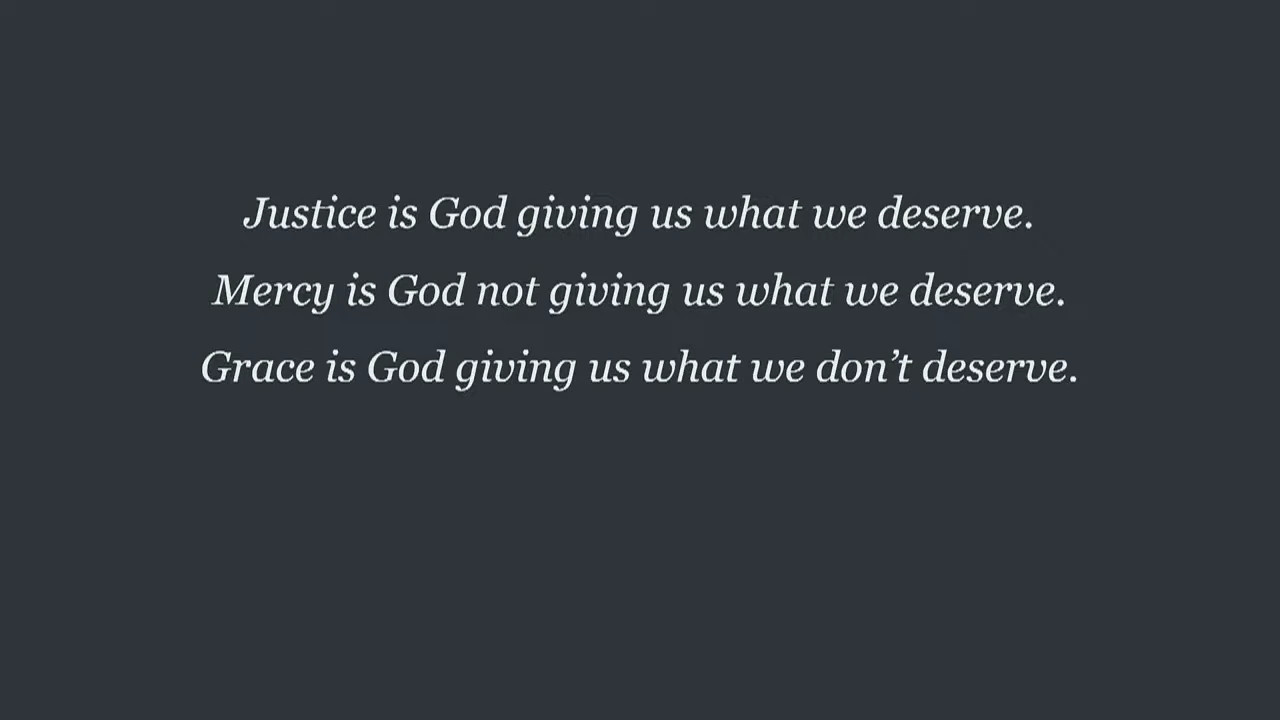 Justice is God giving us what we deserve.
Mercy is God not giving us what we deserve.
Grace is God giving us what we don’t deserve.